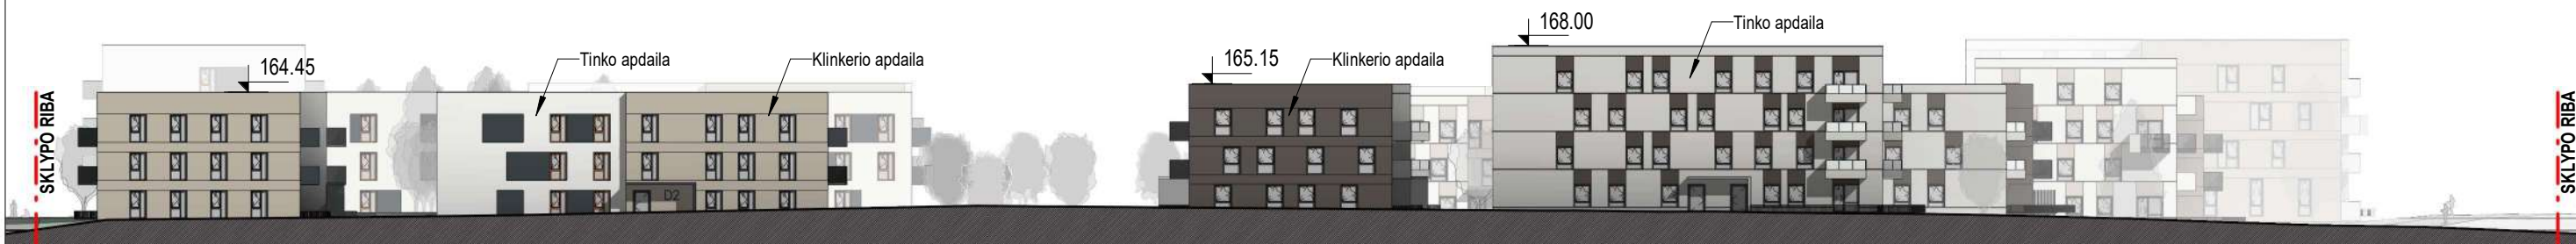 SKLYPO RIBA
164.45
Tinko apdaila
Klinkerio apdaila
D2
165.15
Klinkerio apdaila
168.00
Tinko apdaila
SKLYPO RIBA